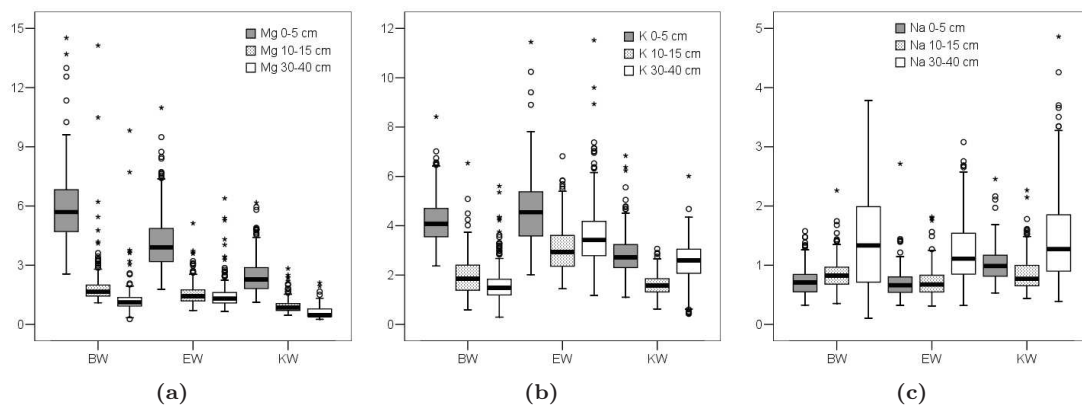 15
12
9
6
3
0
Mg 0-5 cm
Mg 10-15 cm
Mg 30-40 cm
BW EW KW
(a)
12
10
8
6
4
2
0
K 0-5 cm
K 10-15 cm
K 30-40 cm
BW EW KW
(b)
5
4
3
2
1
0
Na 0-5 cm
Na 10-15 cm
Na 30-40 cm
BW EW KW
(c)